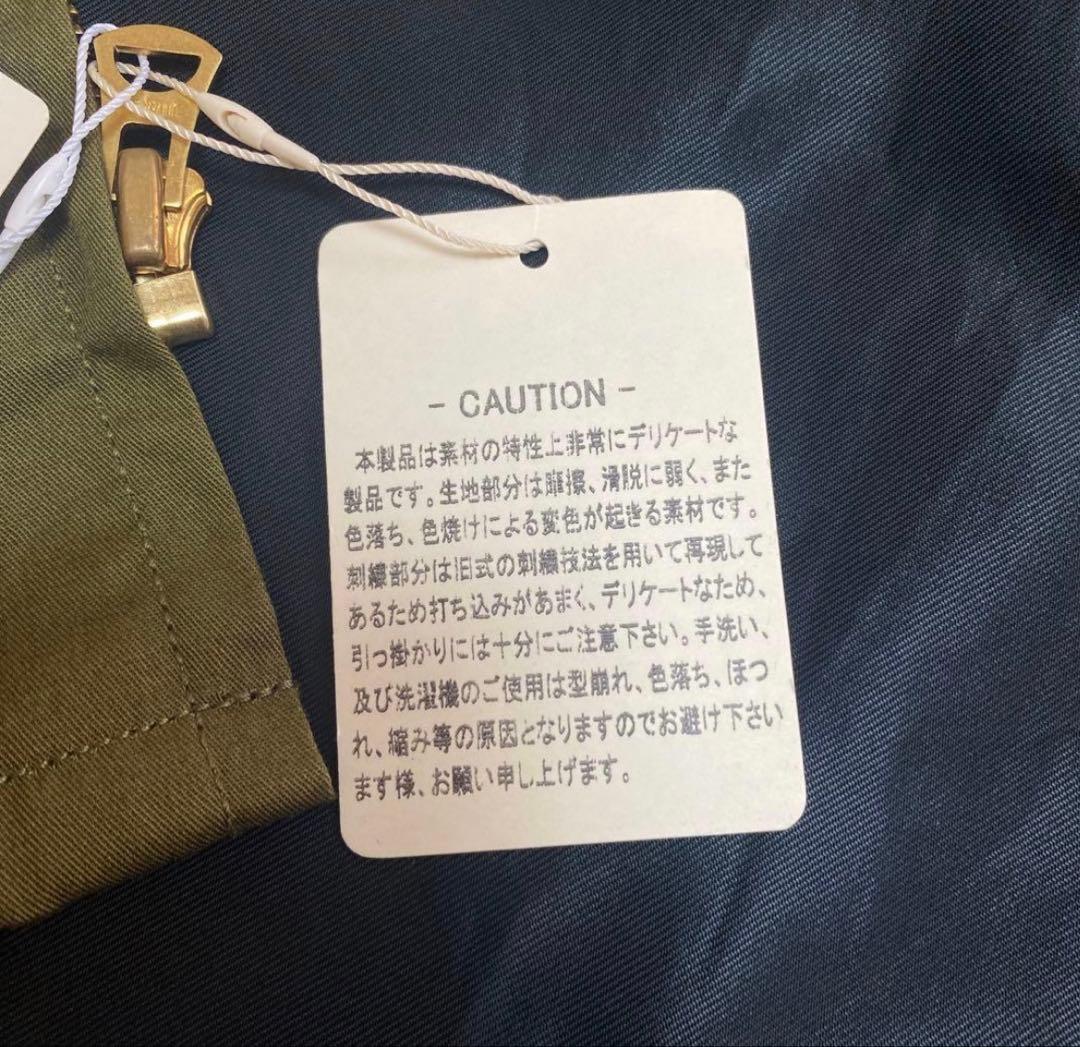 - CAUTION -
本製品は素材の特性上非常にデリケートな
製品です。生地部分は摩擦、滑脱に弱く、また
色落ち、色焼けによる変色が起きる素材です。
刺繍部分は旧式の刺繍技法を用いて再現して
あるため打ち込みがあまく、デリケートなため、
引っ掛かりには十分にご注意下さい。手洗い、
及び洗濯機のご使用は型崩れ、色落ち、ほつ
れ、縮み等の原因となりますのでお避け下さい
ます様、お願い申し上げます。